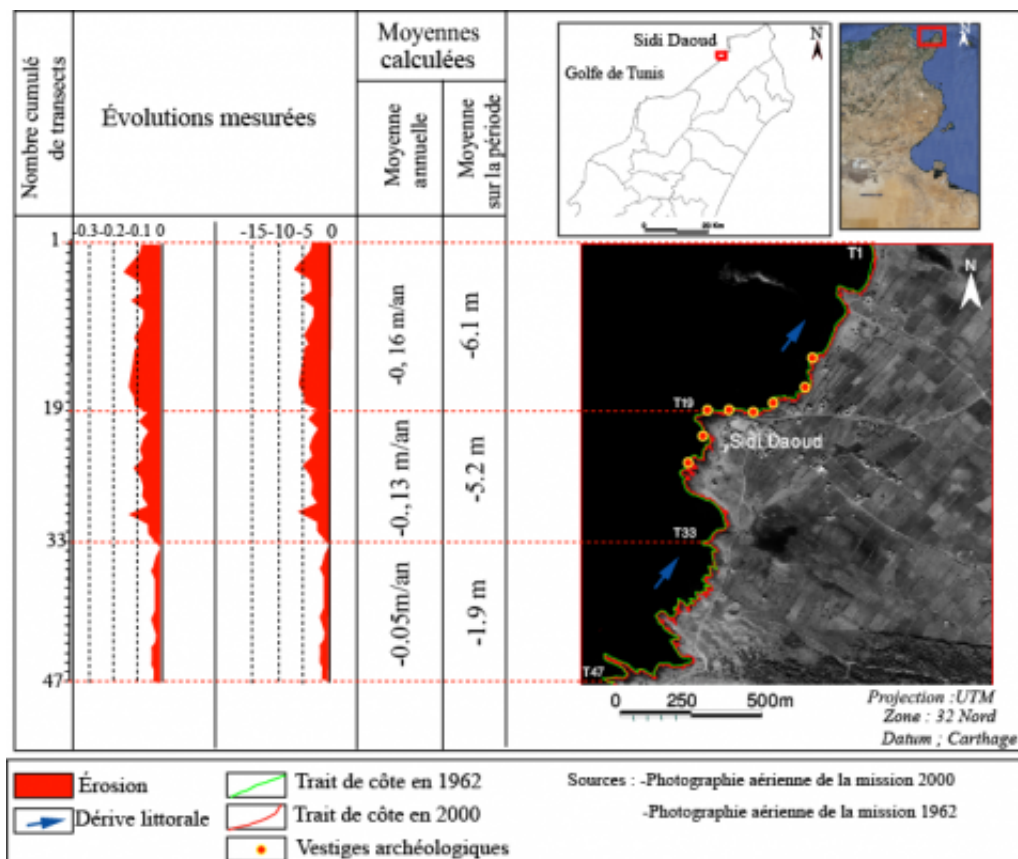 Nombre cumulé
de transects
Évolutions mesurées
Moyennes
calculées
Moyenne
annuelle
Moyenne
sur la période
1
-0.3-0.2-0.1 0
-15-10-5 0
19
33
47
-0, 16 m/an
-6.1 m
-0.,13 m/an
-5.2 m
-0.05m/an
-1.9 m
Sidi Daoud
N
Golfe de Tunis
0
20 Km
N
T1
N
T19
Sidi Daoud
T33
T47
0 250 500m
Projection :UTM
Zone : 32 Nord
Datum ; Carthage
Érosion
Dérive littorale
Trait de côte en 1962
Trait de côte en 2000
Vestiges archéologiques
Sources : -Photographie aérienne de la mission 2000
-Photographie aérienne de la mission 1962